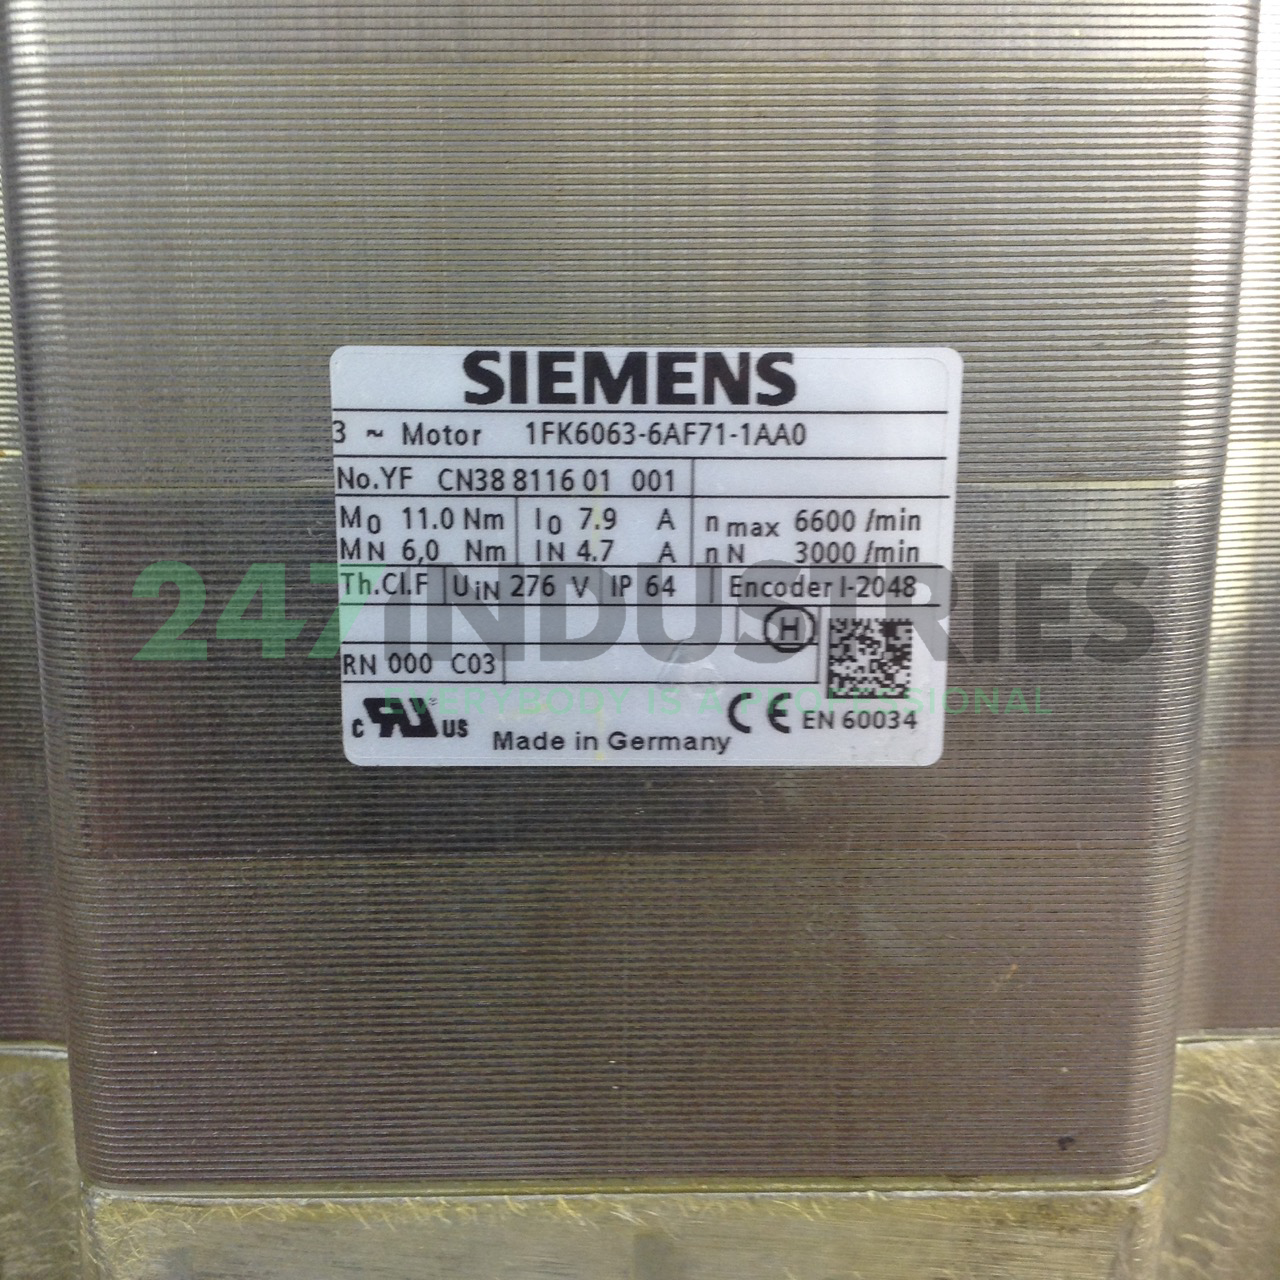 SIEMENS
3 ~ Motor 1FK6063-6AF71-1AA0
No.YF CN38 8116 01 001
M0 11.0 Nm I0 7.9 A n max 6600 /min
MN 6,0 Nm IN 4.7 A n N 3000 /min
Th.Cl.F UiN 276 V IP 64 Encoder I-2048
247INDUSTRIES
H
RN 000 C03
EVERYBODY IS A PROFESSIONAL
c RU US CE EN 60034
Made in Germany